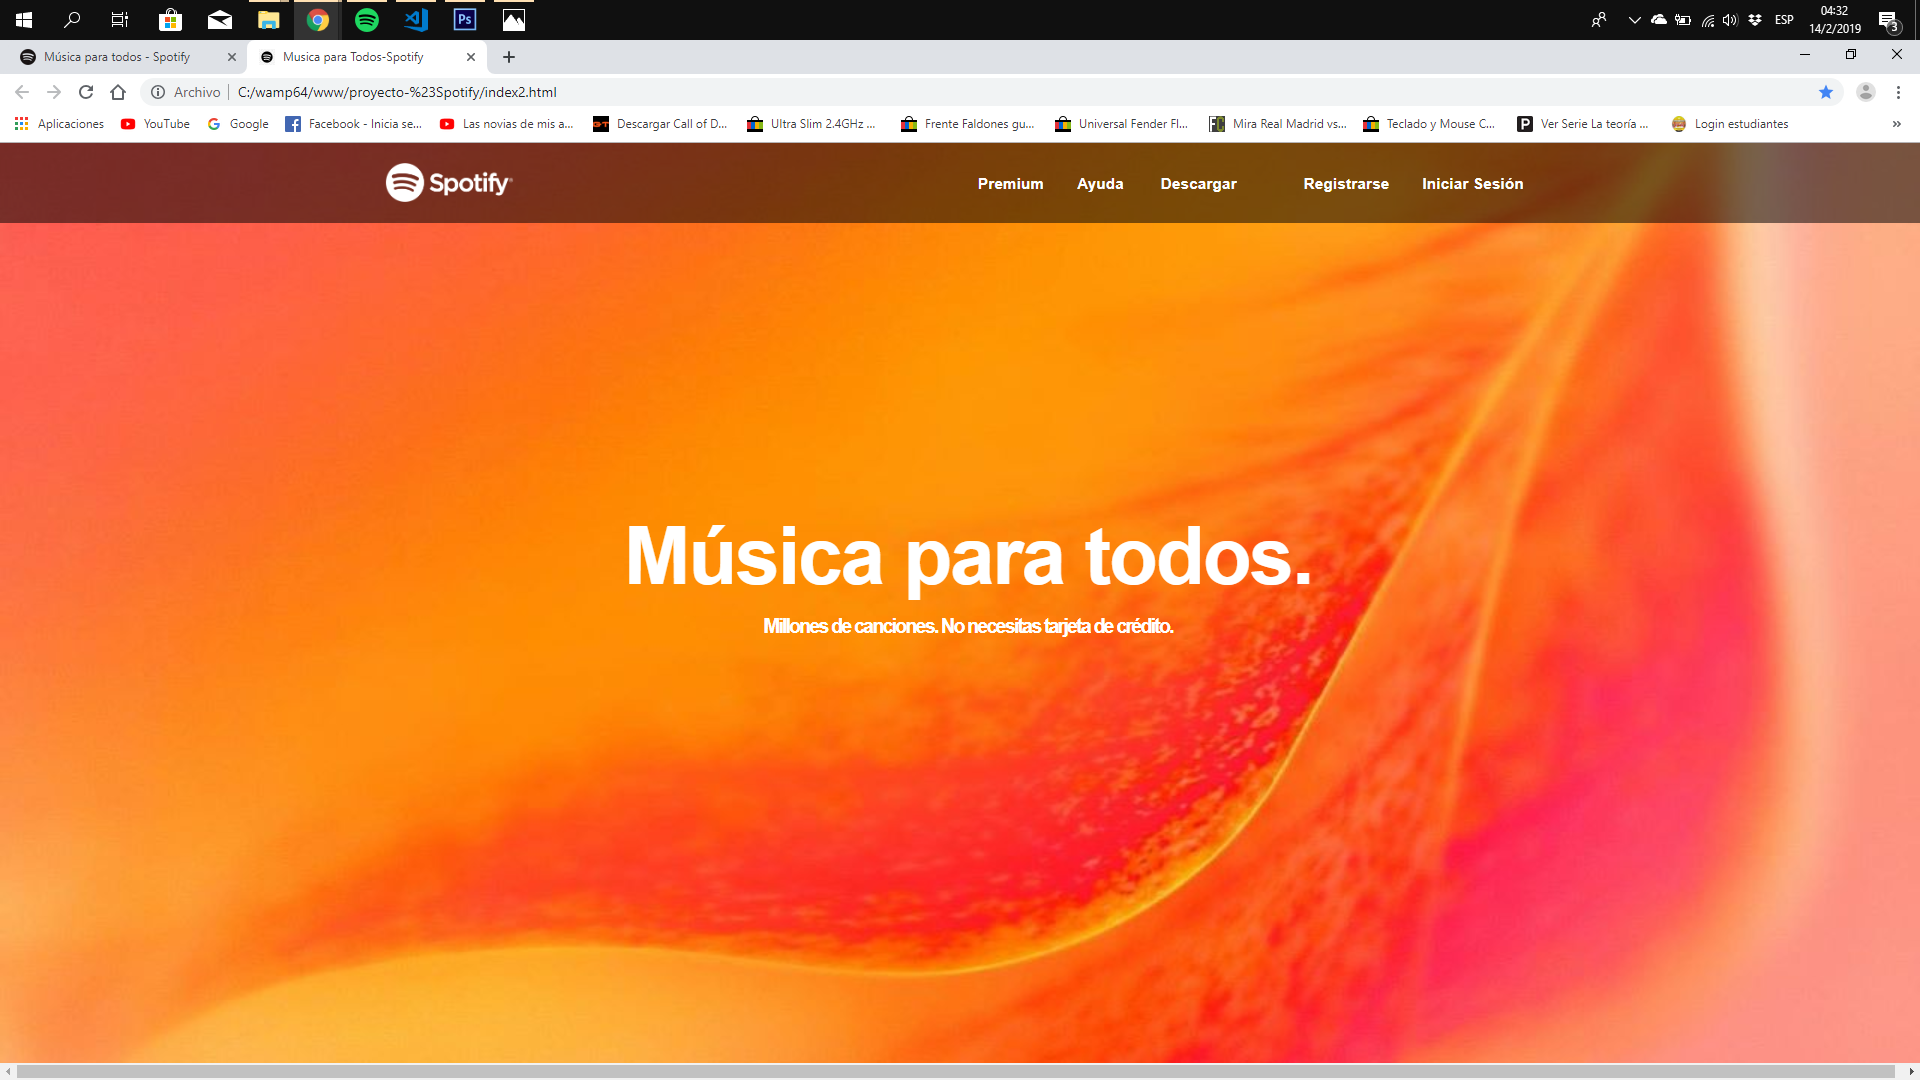 Ps
ESP
04:32
14/2/2019
3
Música para todos - Spotify
Musica para Todos-Spotify
Archivo
C:/wamp64/www/proyecto-%23Spotify/index2.html
Aplicaciones
YouTube
Google
Facebook - Inicia se...
Las novias de mis a...
Descargar Call of D...
Ultra Slim 2.4GHz ...
Frente Faldones gu...
Universal Fender Fl...
Mira Real Madrid vs...
Teclado y Mouse C...
Ver Serie La teoría ...
Login estudiantes
»
Spotify
Premium
Ayuda
Descargar
Registrarse
Iniciar Sesión
Música para todos.
Millones de canciones. No necesitas tarjeta de crédito.